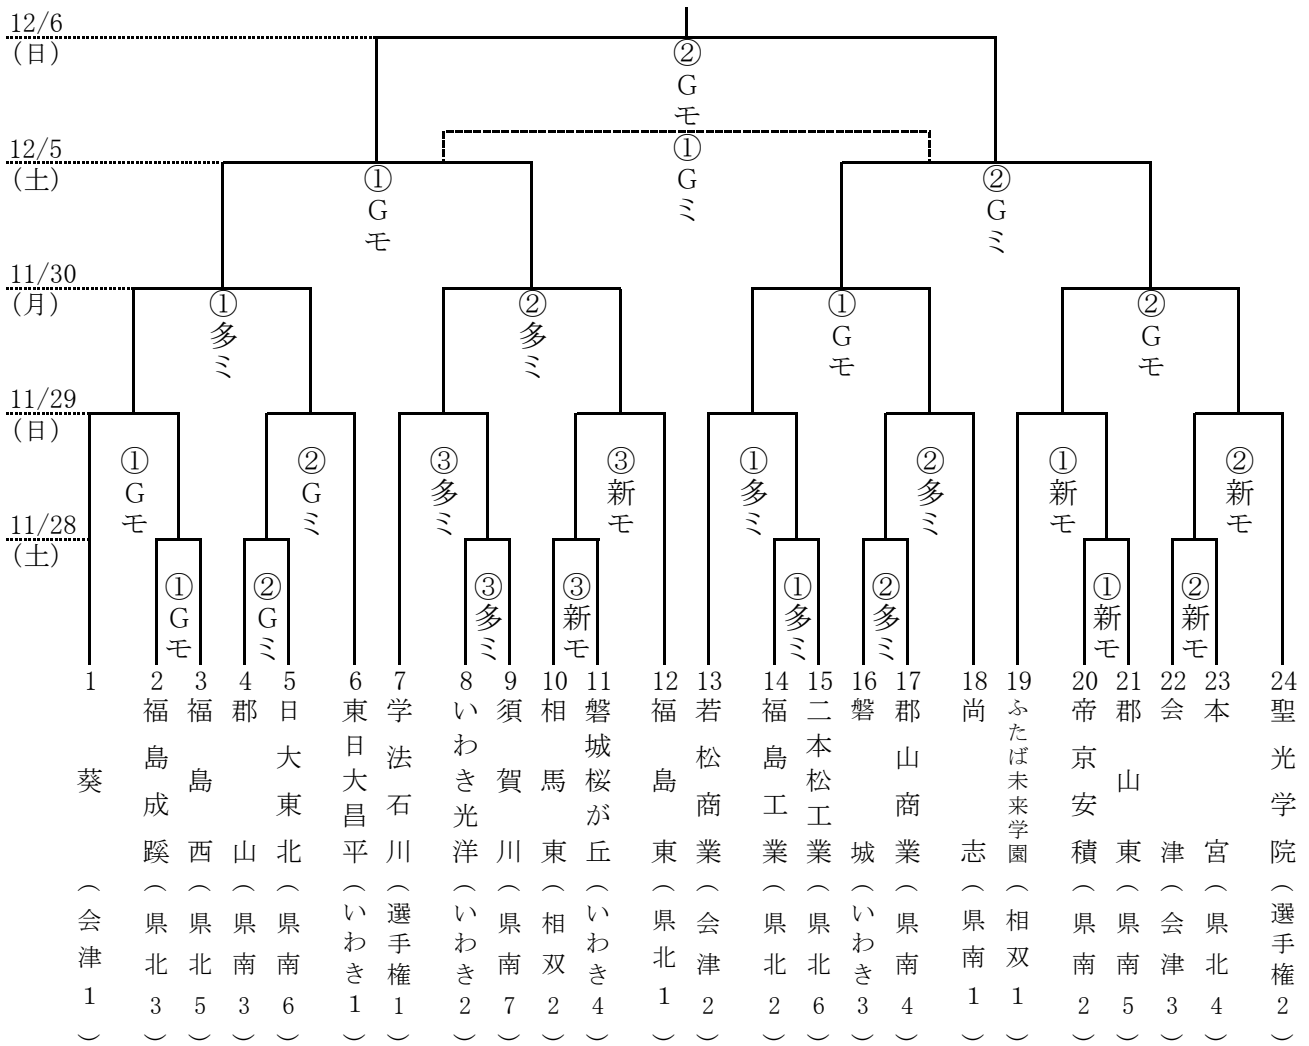 12/6
(日)
②Gモ
12/5
(土)
①Gミ
①Gモ
②Gミ
11/30
(月)
①多ミ
②多ミ
①Gモ
②Gモ
11/29
(日)
①Gモ
②Gミ
③多ミ
③新モ
①多ミ
②多ミ
①新モ
②新モ
11/28
(土)
①Gモ
②Gミ
③多ミ
③新モ
①多ミ
②多ミ
①新モ
②新モ
1 葵 (会津1)
2 福島成蹊 (県北3)
3 福島西 (県北5)
4 郡山 (県南3)
5 日大東北 (県南6)
6 東日大昌平 (いわき1)
7 学法石川 (選手権1)
8 いわき光洋 (いわき2)
9 須賀川 (県南7)
10 相馬東 (相双2)
11 磐城桜が丘 (いわき4)
12 福島東 (県北1)
13 若松商業 (会津2)
14 福島工業 (県北2)
15 二本松工業 (県北6)
16 磐城 (いわき3)
17 郡山商業 (県南4)
18 尚志 (県南1)
19 ふたば未来学園 (相双1)
20 帝京安積 (県南2)
21 郡山東 (県南5)
22 会津 (会津3)
23 本宮 (県北4)
24 聖光学院 (選手権2)